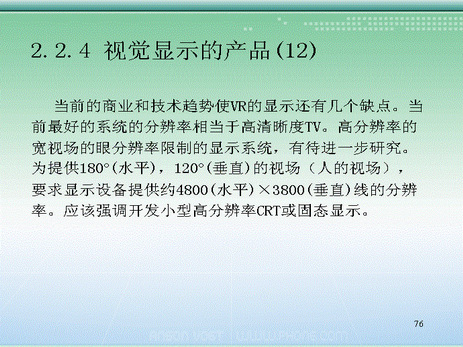 2.2.4 视觉显示的产品(12)
当前的商业和技术趋势使VR的显示还有几个缺点。当
前最好的系统的分辨率相当于高清晰度TV。高分辨率的
宽视场的眼分辨率限制的显示系统，有待进一步研究。
为提供180°(水平)，120°(垂直)的视场（人的视场），
要求显示设备提供约4800(水平)×3800(垂直)线的分辨
率。应该强调开发小型高分辨率CRT或固态显示。
76